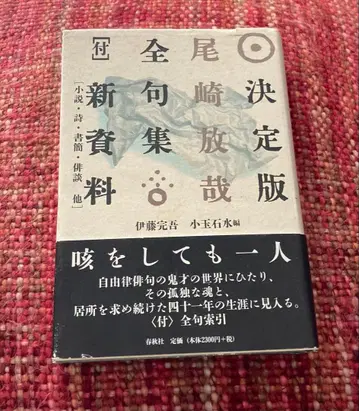 決定版
尾崎放哉
全句集
[付]
新資料
[小説・詩・書簡・俳談 他]
伊藤完吾 小玉石水編
咳をしても一人
自由律俳句の鬼才の世界にひたり、
その孤独な魂と、
居所を求め続けた四十一年の生涯に見入る。
〈付〉全句索引
春秋社 定価(本体2300円+税)